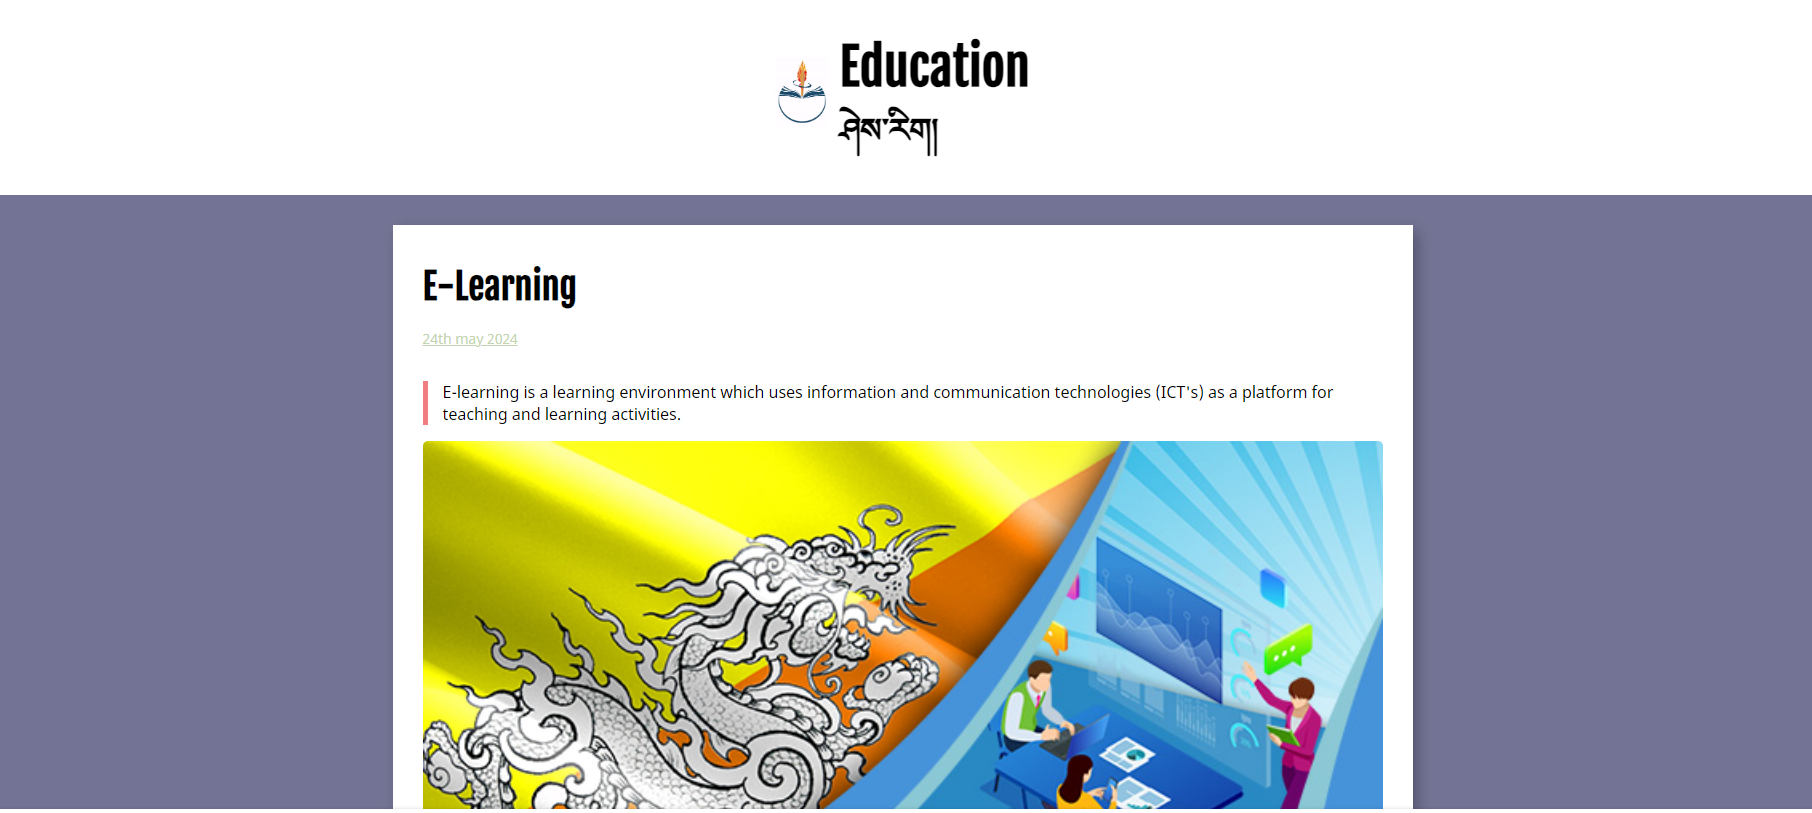 Education
ཤེས་རིག།
E-Learning
24th may 2024
E-learning is a learning environment which uses information and communication technologies (ICT's) as a platform for
teaching and learning activities.